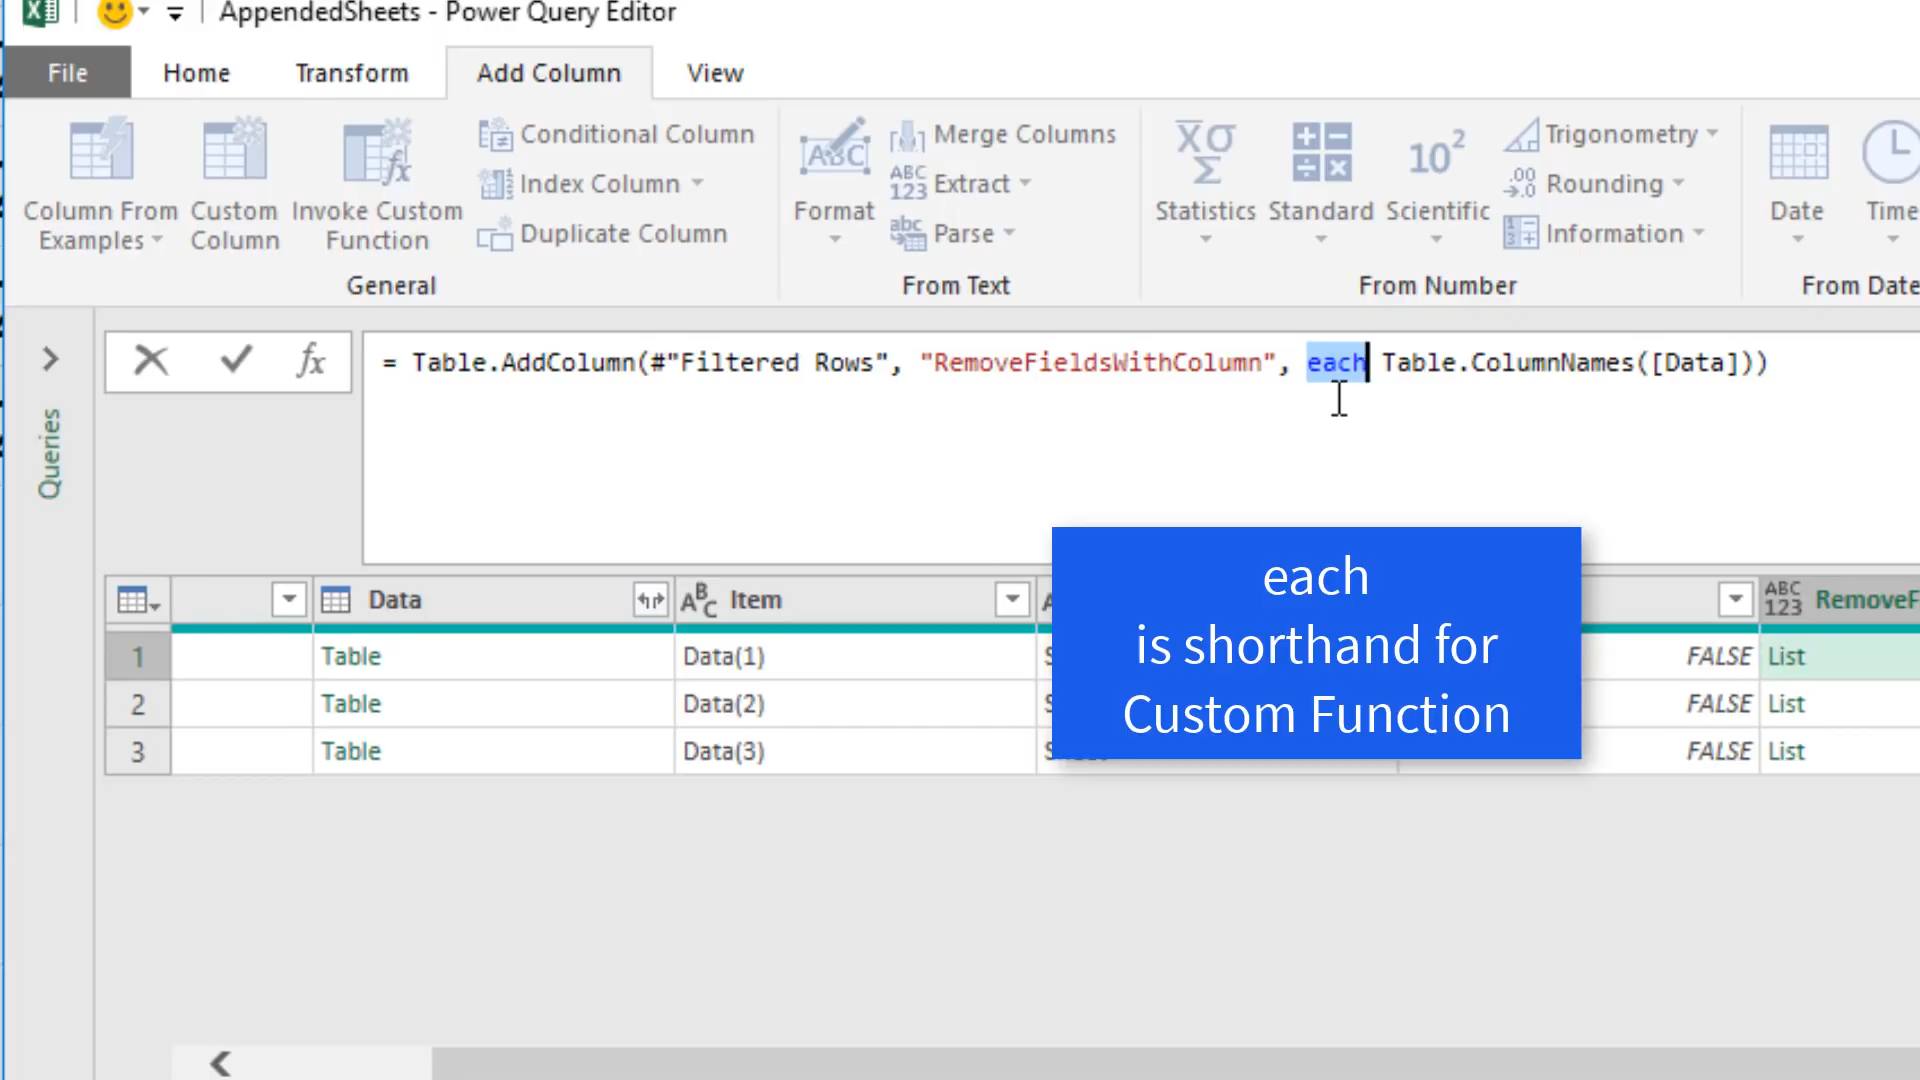 AppendedSheets - Power Query Editor
File Home Transform Add Column View
Column From Examples
Custom Column
Invoke Custom Function
Conditional Column
Index Column
Duplicate Column
General
Format
Merge Columns
Extract
Parse
From Text
Statistics
Standard
Scientific
Trigonometry
Rounding
Information
From Number
Date
Time
From Date
= Table.AddColumn(#"Filtered Rows", "RemoveFieldsWithColumn", each Table.ColumnNames([Data]))
Queries
Data Item RemoveF
1 Table Data(1) S FALSE List
2 Table Data(2) S FALSE List
3 Table Data(3) FALSE List
each
is shorthand for
Custom Function